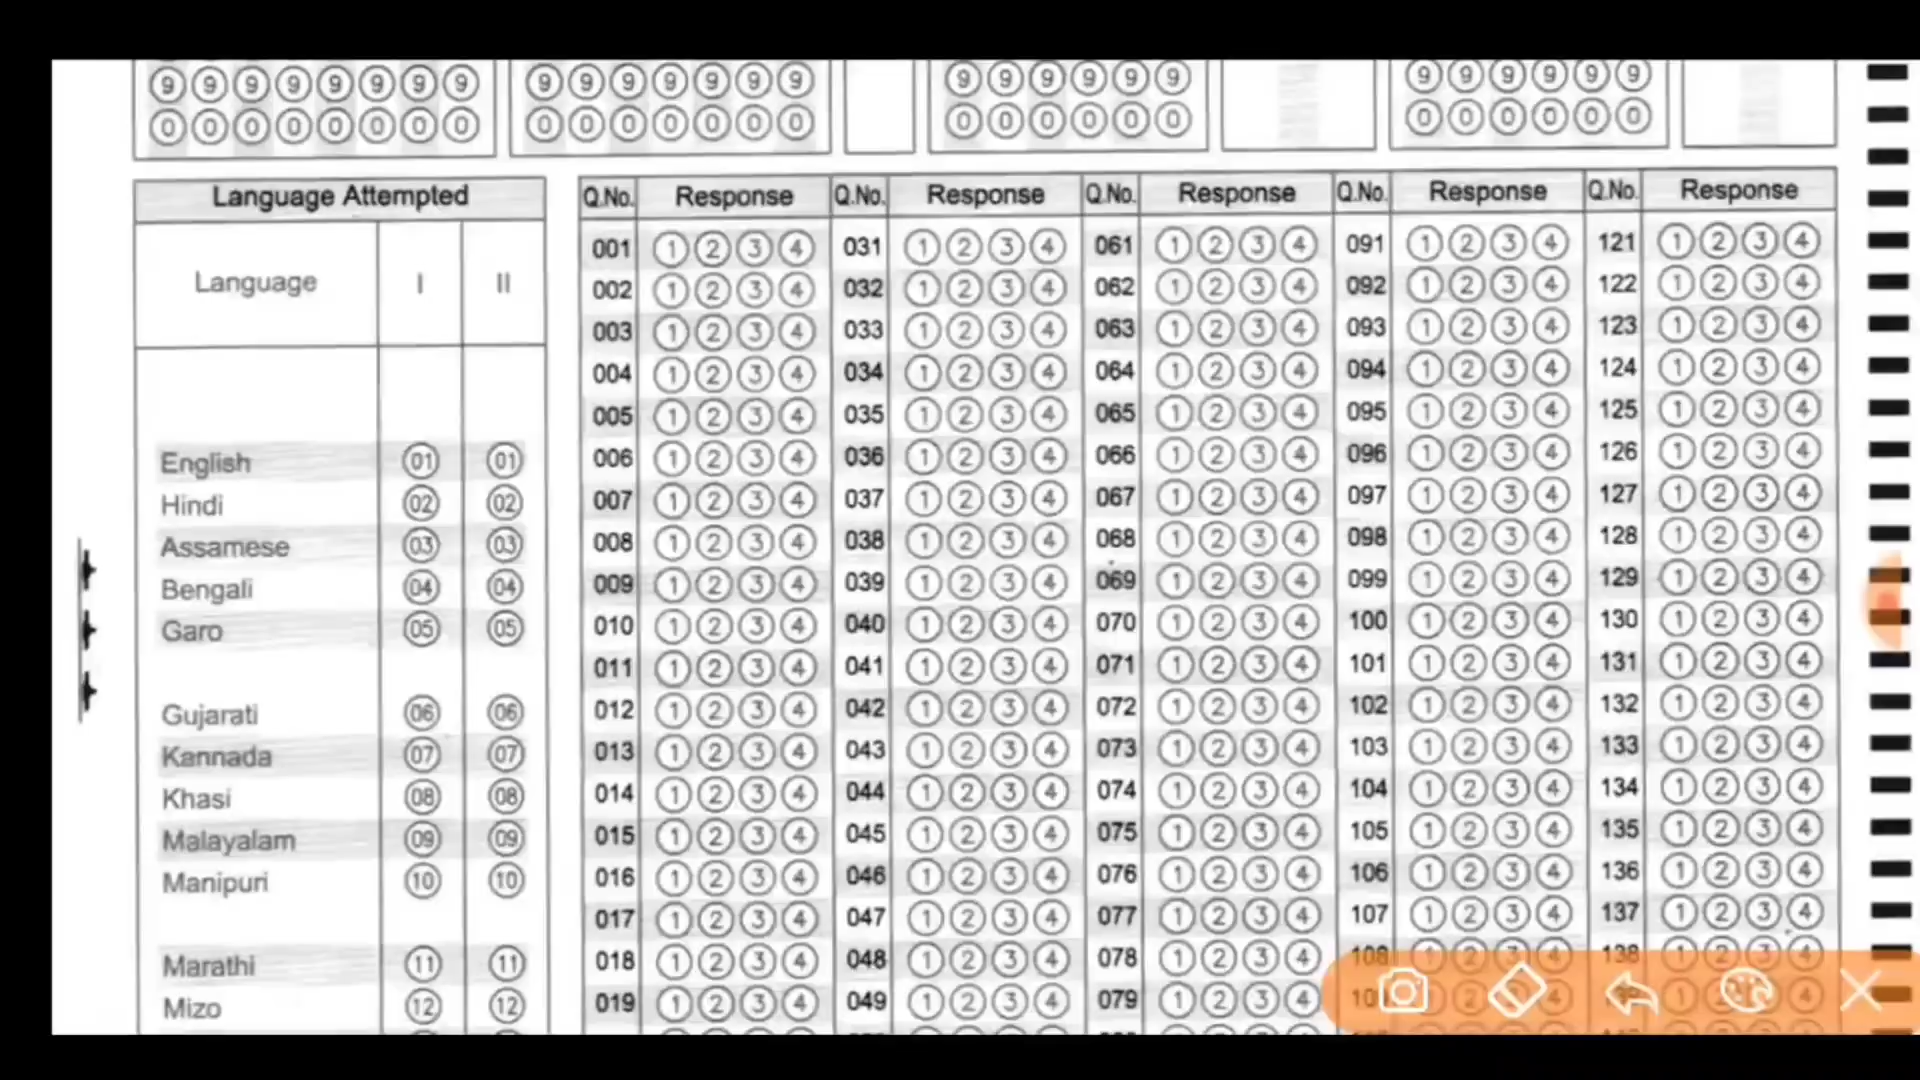 9 9 9 9 9 9 9 9 9 9 9 9 9 9 9 9 9 9 9 9 9 9 9 9 9 9 9
0 0 0 0 0 0 0 0 0 0 0 0 0 0 0 0 0 0 0 0 0 0 0 0 0 0 0
Language Attempted
Language I II
English 01 01
Hindi 02 02
Assamese 03 03
Bengali 04 04
Garo 05 05
Gujarati 06 06
Kannada 07 07
Khasi 08 08
Malayalam 09 09
Manipuri 10 10
Marathi 11 11
Mizo 12 12
Q.No. Response Q.No. Response Q.No. Response Q.No. Response Q.No. Response
001 1 2 3 4 031 1 2 3 4 061 1 2 3 4 091 1 2 3 4 121 1 2 3 4
002 1 2 3 4 032 1 2 3 4 062 1 2 3 4 092 1 2 3 4 122 1 2 3 4
003 1 2 3 4 033 1 2 3 4 063 1 2 3 4 093 1 2 3 4 123 1 2 3 4
004 1 2 3 4 034 1 2 3 4 064 1 2 3 4 094 1 2 3 4 124 1 2 3 4
005 1 2 3 4 035 1 2 3 4 065 1 2 3 4 095 1 2 3 4 125 1 2 3 4
006 1 2 3 4 036 1 2 3 4 066 1 2 3 4 096 1 2 3 4 126 1 2 3 4
007 1 2 3 4 037 1 2 3 4 067 1 2 3 4 097 1 2 3 4 127 1 2 3 4
008 1 2 3 4 038 1 2 3 4 068 1 2 3 4 098 1 2 3 4 128 1 2 3 4
009 1 2 3 4 039 1 2 3 4 069 1 2 3 4 099 1 2 3 4 129 1 2 3 4
010 1 2 3 4 040 1 2 3 4 070 1 2 3 4 100 1 2 3 4 130 1 2 3 4
011 1 2 3 4 041 1 2 3 4 071 1 2 3 4 101 1 2 3 4 131 1 2 3 4
012 1 2 3 4 042 1 2 3 4 072 1 2 3 4 102 1 2 3 4 132 1 2 3 4
013 1 2 3 4 043 1 2 3 4 073 1 2 3 4 103 1 2 3 4 133 1 2 3 4
014 1 2 3 4 044 1 2 3 4 074 1 2 3 4 104 1 2 3 4 134 1 2 3 4
015 1 2 3 4 045 1 2 3 4 075 1 2 3 4 105 1 2 3 4 135 1 2 3 4
016 1 2 3 4 046 1 2 3 4 076 1 2 3 4 106 1 2 3 4 136 1 2 3 4
017 1 2 3 4 047 1 2 3 4 077 1 2 3 4 107 1 2 3 4 137 1 2 3 4
018 1 2 3 4 048 1 2 3 4 078 1 2 3 4 108 1 2 3 4 138 1 2 3 4
019 1 2 3 4 049 1 2 3 4 079 1 2 3 4